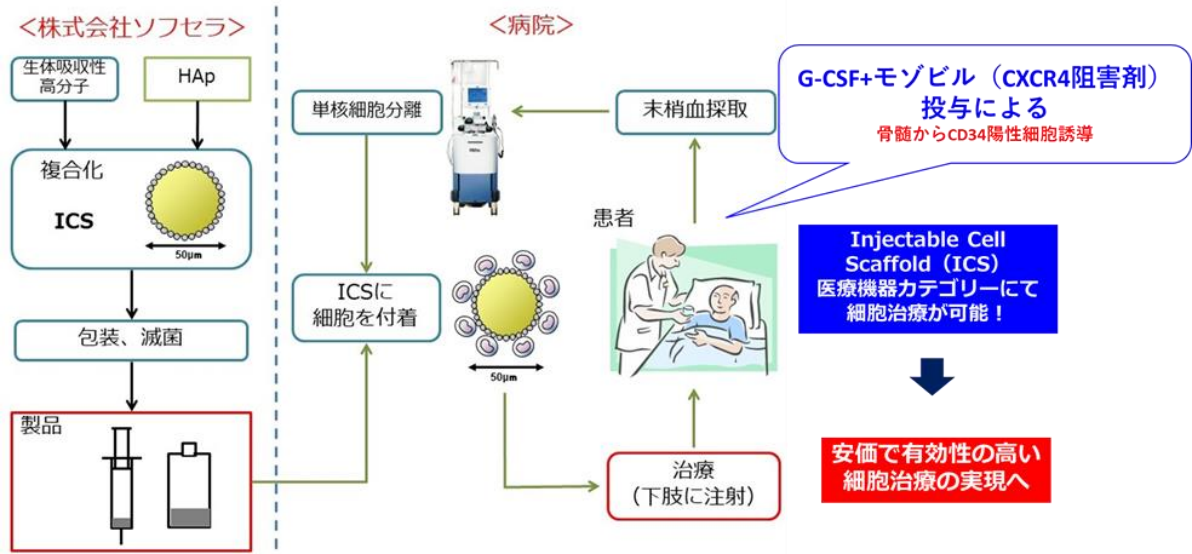 <株式会社ソフセラ>
生体吸収性
高分子
HAp
複合化
ICS
50μm
包装、滅菌
製品
<病院>
単核細胞分離
末梢血採取
患者
ICSに
細胞を付着
50μm
治療
（下肢に注射）
G-CSF+モゾビル（CXCR4阻害剤）
投与による
骨髄からCD34陽性細胞誘導
Injectable Cell
Scaffold（ICS）
医療機器カテゴリーにて
細胞治療が可能！
安価で有効性の高い
細胞治療の実現へ